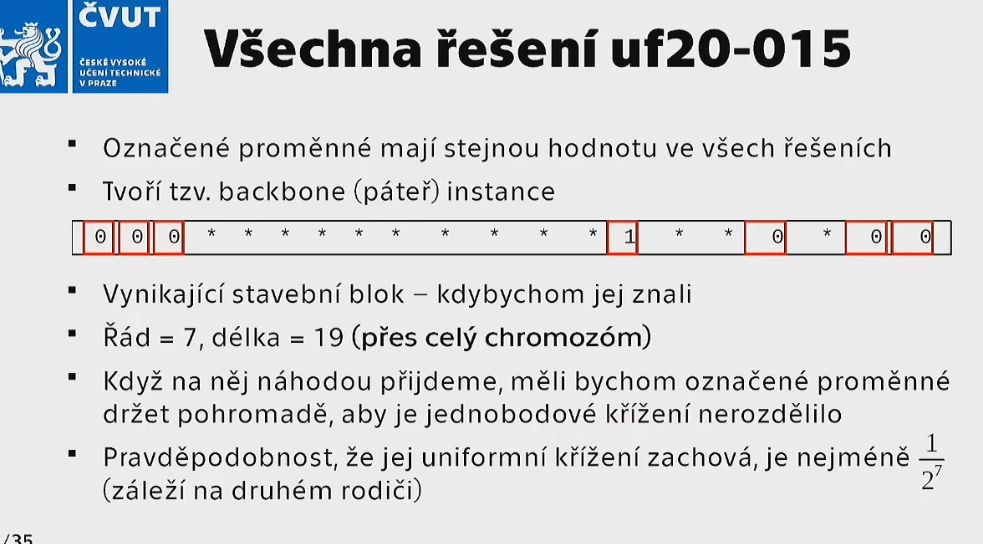 ČVUT
ČESKÉ VYSOKÉ
UČENÍ TECHNICKÉ
V PRAZE
Všechna řešení uf20-015
▪ Označené proměnné mají stejnou hodnotu ve všech řešeních
▪ Tvoří tzv. backbone (páteř) instance
0 0 0 * * * * * * * * * * 1 * * 0 * 0 0
▪ Vynikající stavební blok – kdybychom jej znali
▪ Řád = 7, délka = 19 (přes celý chromozóm)
▪ Když na něj náhodou přijdeme, měli bychom označené proměnné
držet pohromadě, aby je jednobodové křížení nerozdělilo
▪ Pravděpodobnost, že jej uniformní křížení zachová, je nejméně 1/2⁷
(záleží na druhém rodiči)
/35